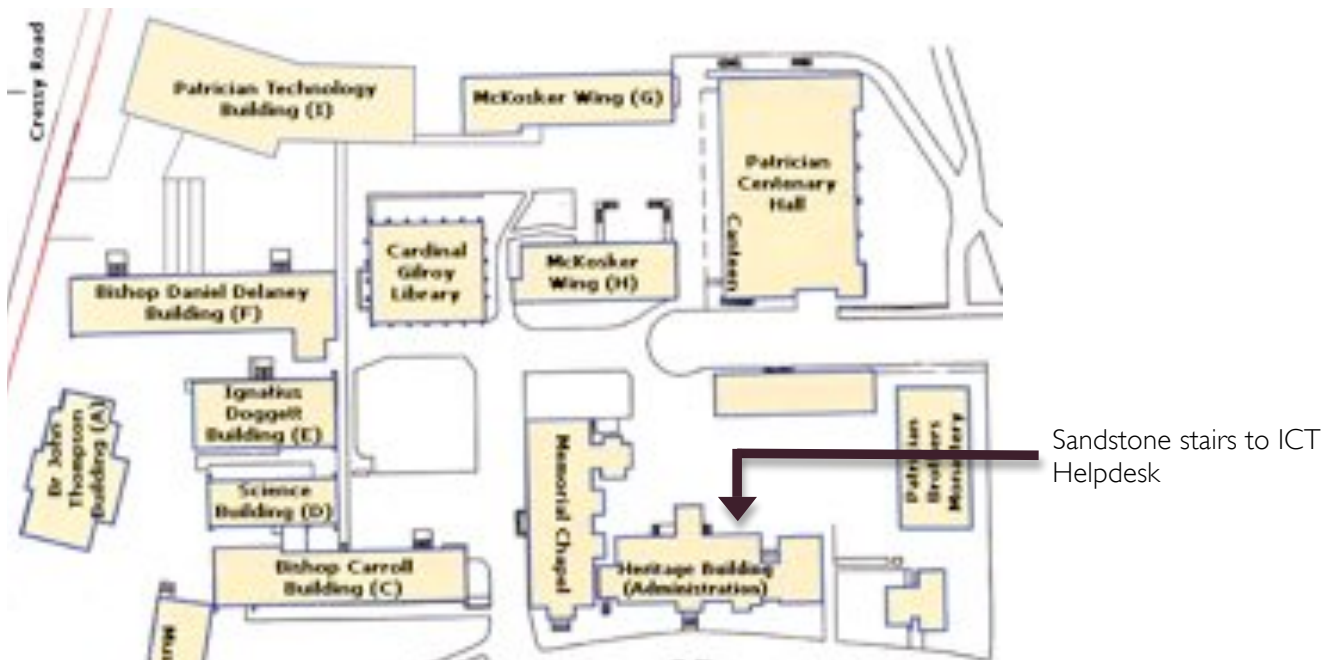 Cressy Road
Patrician Technology
Building (I)
McKosker Wing (G)
Patrician
Centenary
Hall
Canteen
Cardinal
Gilroy
Library
McKosker
Wing (H)
Bishop Daniel Delaney
Building (F)
Ignatius
Doggett
Building (E)
Br John
Thompson
Building (A)
Science
Building (D)
Memorial Chapel
Patrician
Brothers
Monastery
Sandstone stairs to ICT
Helpdesk
Bishop Carroll
Building (C)
Heritage Building
(Administration)